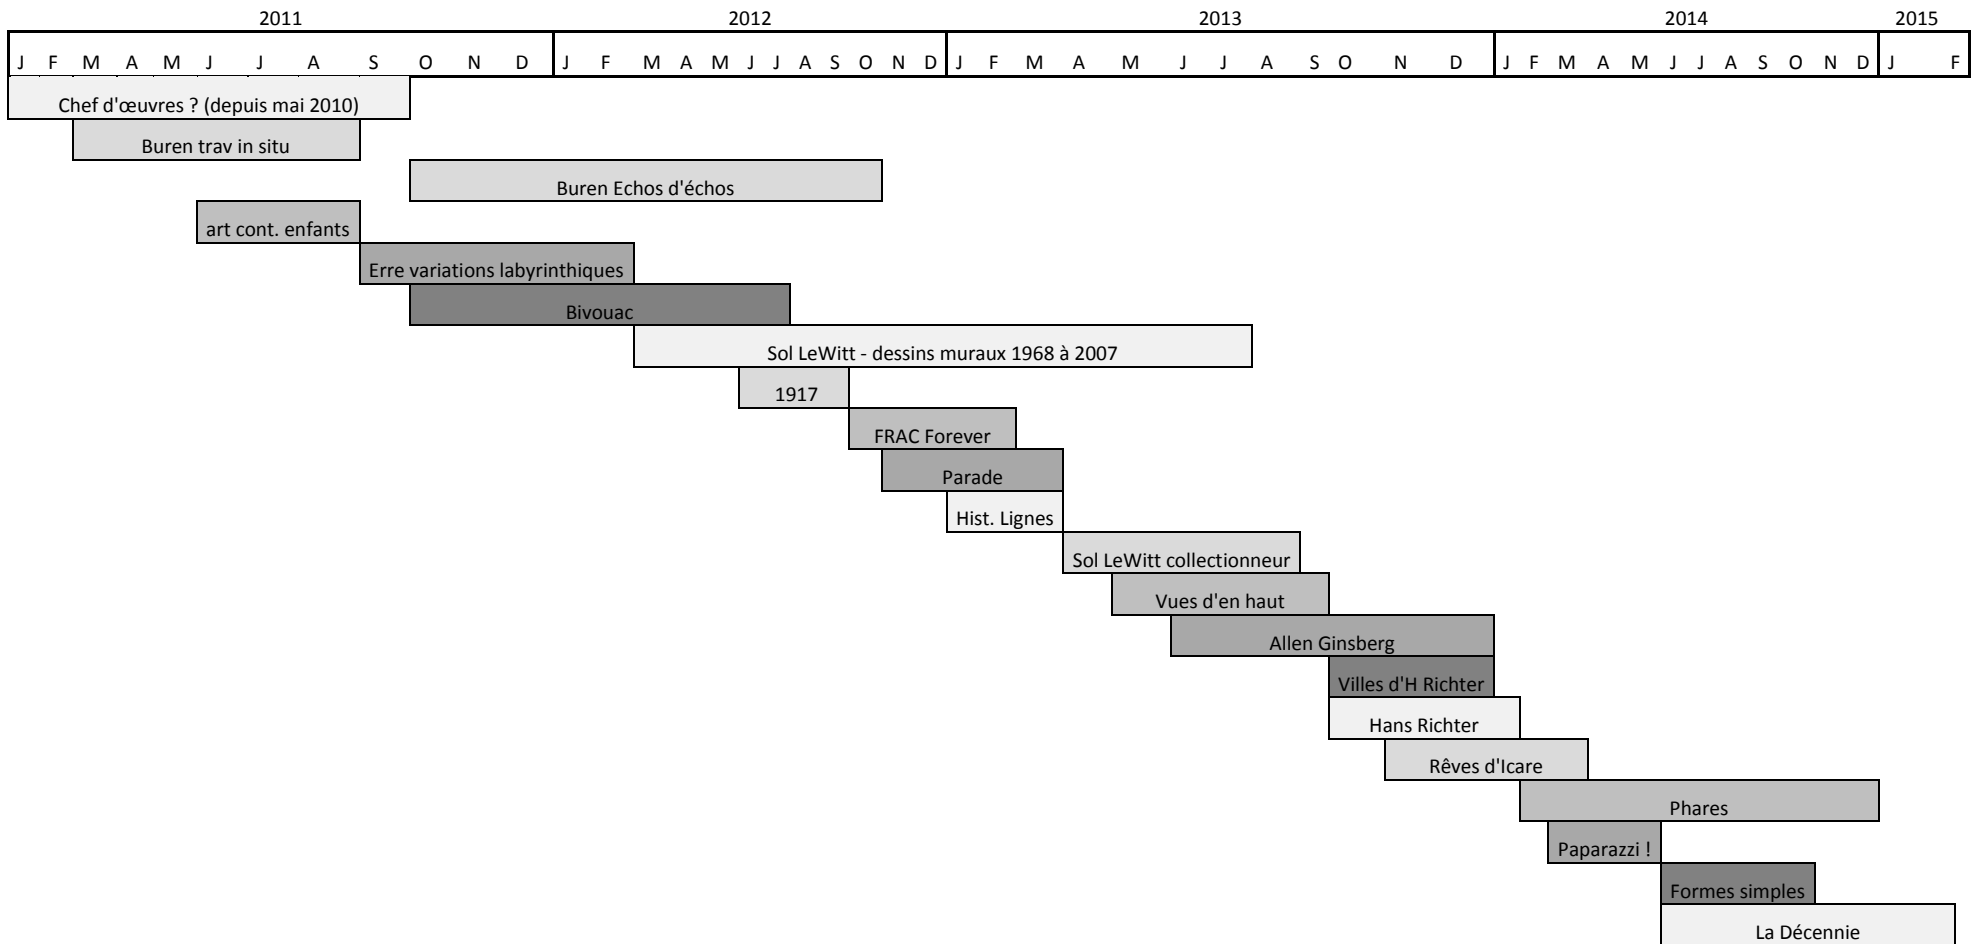 2011 2012 2013 2014 2015
J F M A M J J A S O N D J F M A M J J A S O N D J F M A M J J A S O N D J F M A M J J A S O N D J F
Chef d'œuvres ? (depuis mai 2010)
Buren trav in situ
Buren Echos d'échos
art cont. enfants
Erre variations labyrinthiques
Bivouac
Sol LeWitt - dessins muraux 1968 à 2007
1917
FRAC Forever
Parade
Hist. Lignes
Sol LeWitt collectionneur
Vues d'en haut
Allen Ginsberg
Villes d'H Richter
Hans Richter
Rêves d'Icare
Phares
Paparazzi !
Formes simples
La Décennie